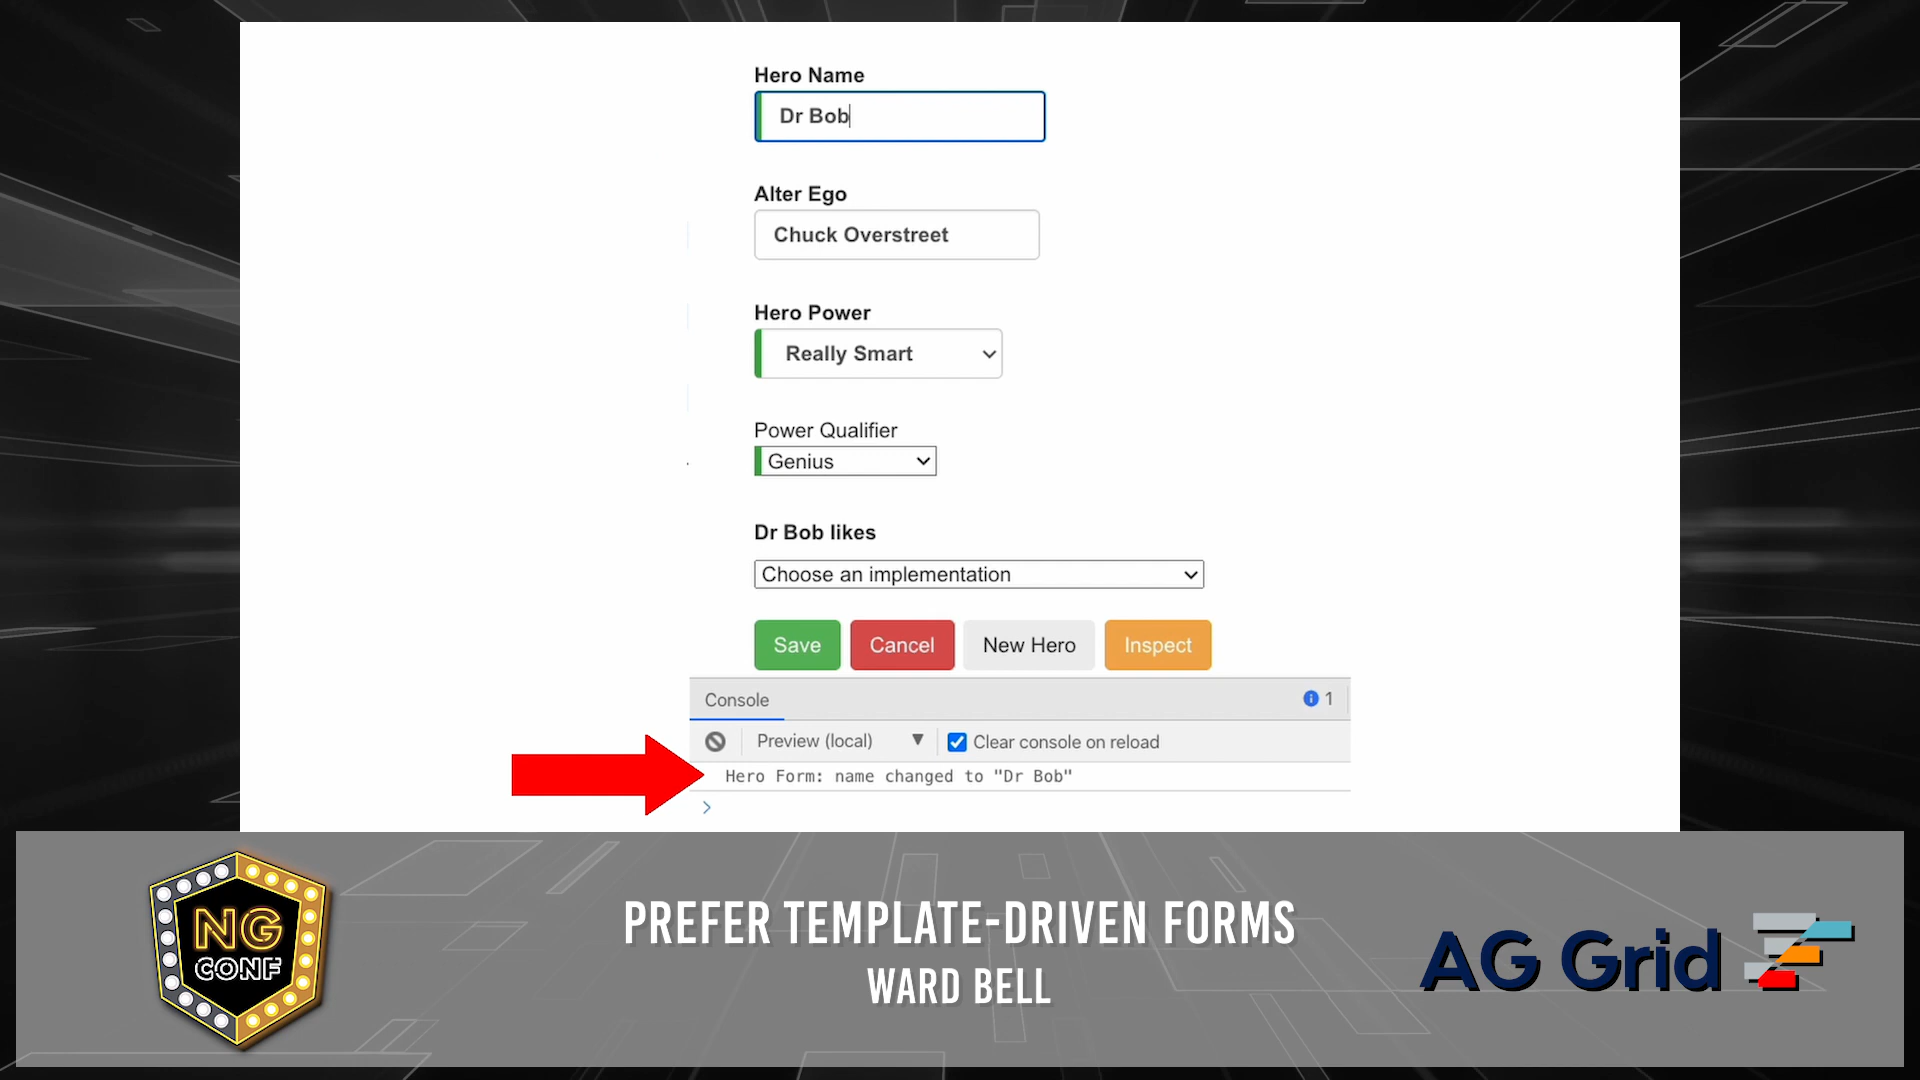 Hero Name
Dr Bob
Alter Ego
Chuck Overstreet
Hero Power
Really Smart
Power Qualifier
Genius
Dr Bob likes
Choose an implementation
Save Cancel New Hero Inspect
Console 1
Preview (local) Clear console on reload
Hero Form: name changed to "Dr Bob"
>
NG
CONF
PREFER TEMPLATE-DRIVEN FORMS
WARD BELL
AG Grid